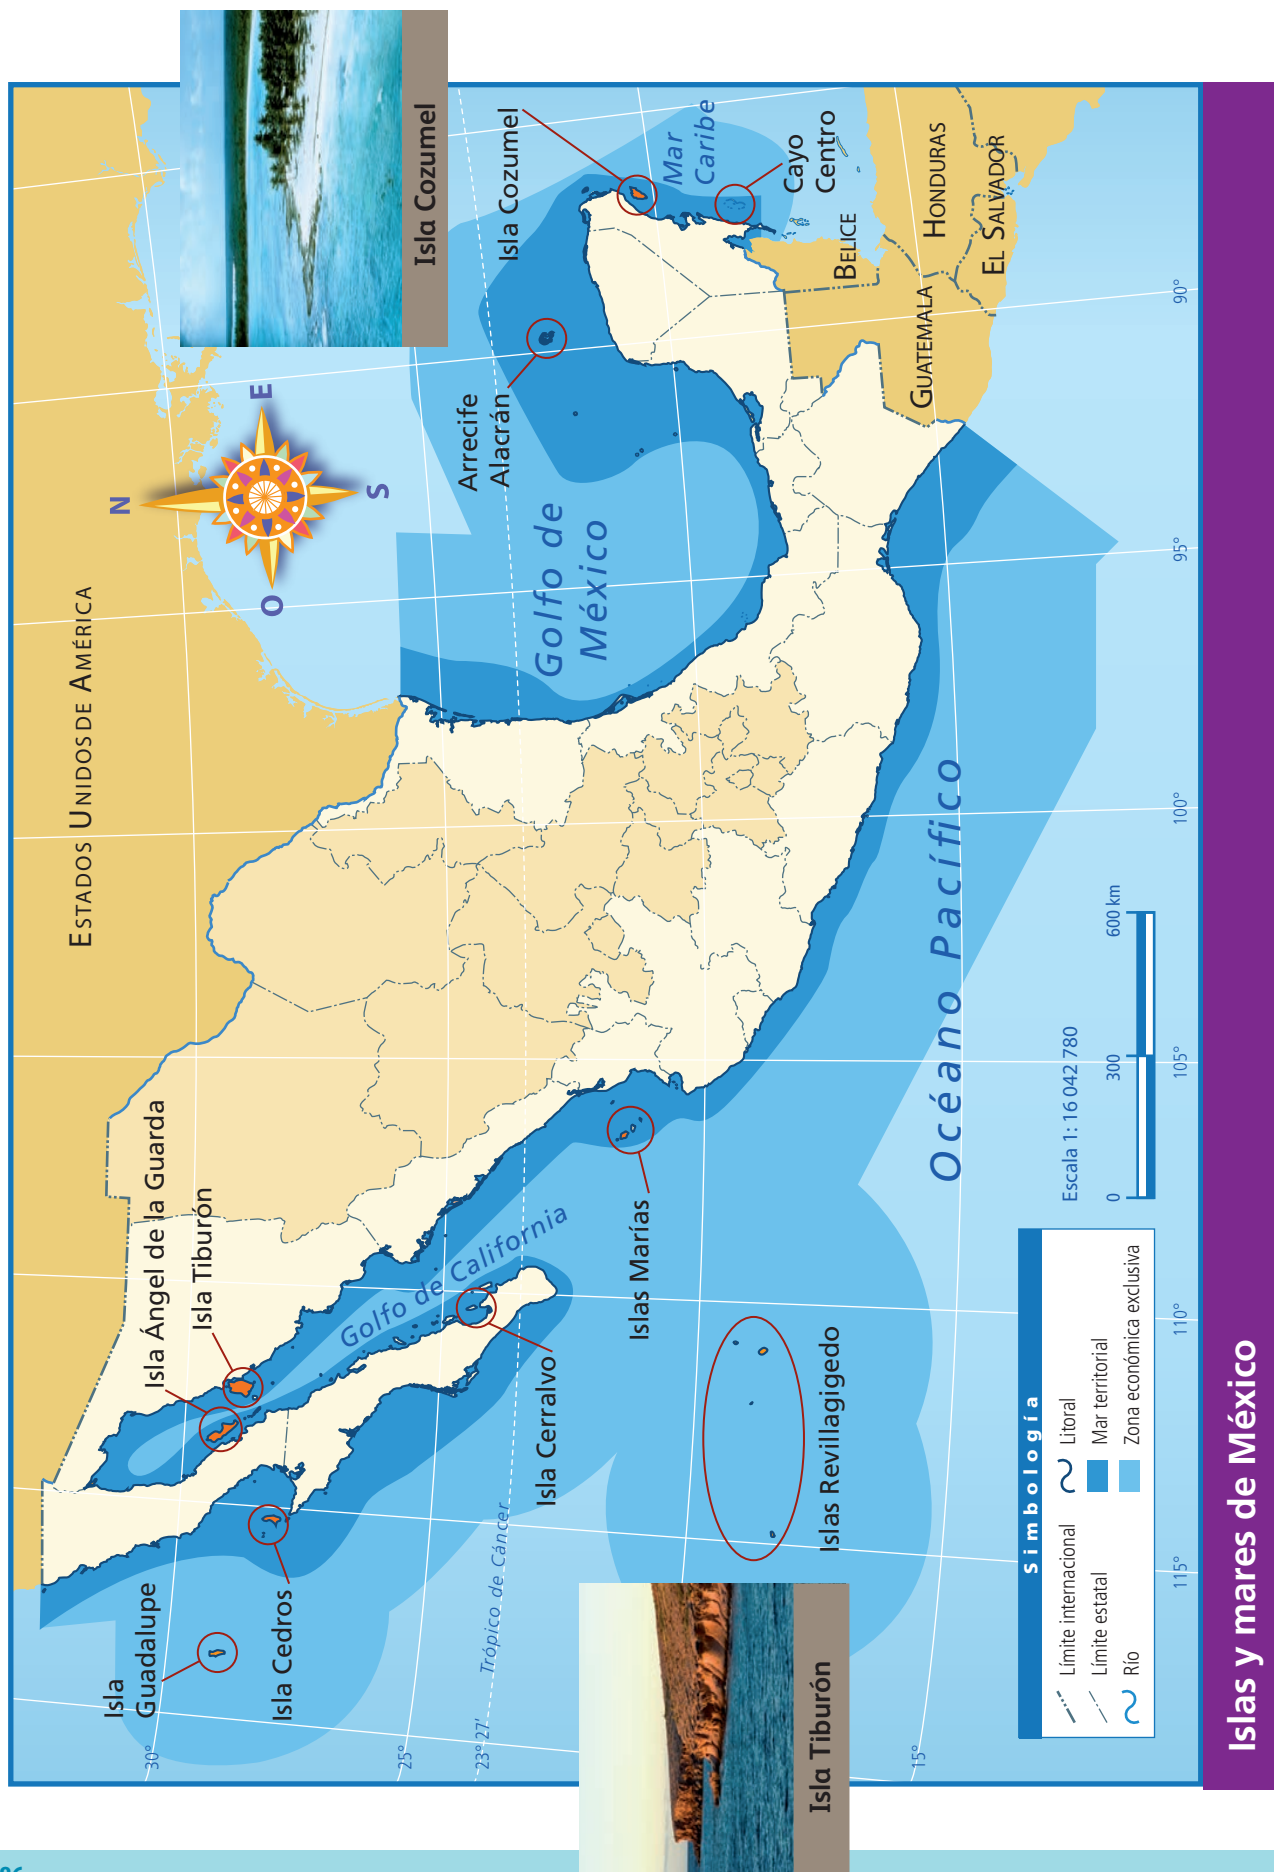 Islas y mares de México
Isla Cozumel
Isla Tiburón
N
E
S
O
ESTADOS UNIDOS DE AMÉRICA
Isla Ángel de la Guarda
Isla Tiburón
Isla
Guadalupe
Isla Cedros
Golfo de California
Isla Cerralvo
Trópico de Cáncer
Islas Marías
Islas Revillagigedo
Golfo de
México
Arrecife
Alacrán
Isla Cozumel
Mar
Caribe
Cayo
Centro
BELICE
GUATEMALA
HONDURAS
EL SALVADOR
Océano Pacífico
30°
25°
23° 27'
15°
115°
110°
105°
100°
95°
90°
Simbología
Límite internacional
Límite estatal
Río
Litoral
Mar territorial
Zona económica exclusiva
Escala 1: 16 042 780
0 300 600 km